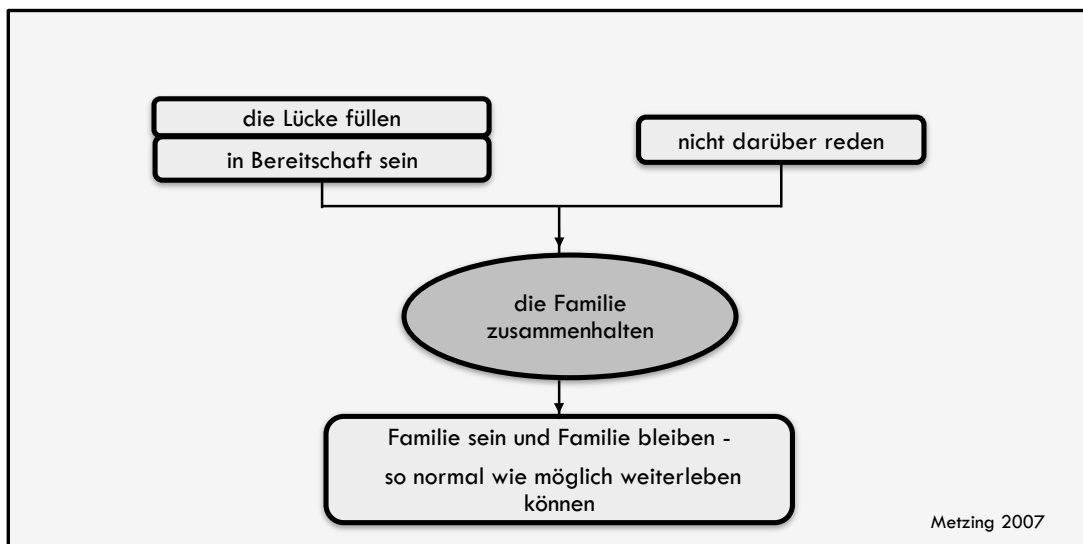 die Lücke füllen
in Bereitschaft sein
nicht darüber reden
die Familie
zusammenhalten
Familie sein und Familie bleiben -
so normal wie möglich weiterleben
können
Metzing 2007